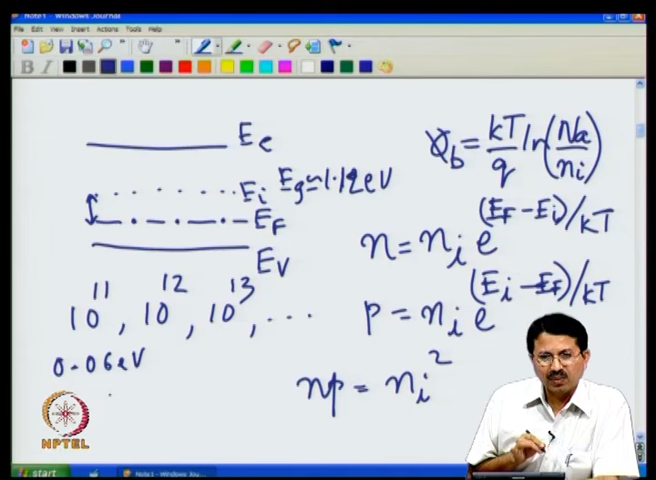 Note1 - Windows Journal
File Edit View Insert Actions Tools Help
B I
Ec
Ei Eg≃1.12eV
EF
EV
10^11, 10^12, 10^13, ...
0.06eV
φb = kT/q ln(Na/ni)
n = ni e^(EF - Ei)/kT
p = ni e^(Ei - EF)/kT
np = ni^2
NPTEL
start
Note1 - Windows Jou...